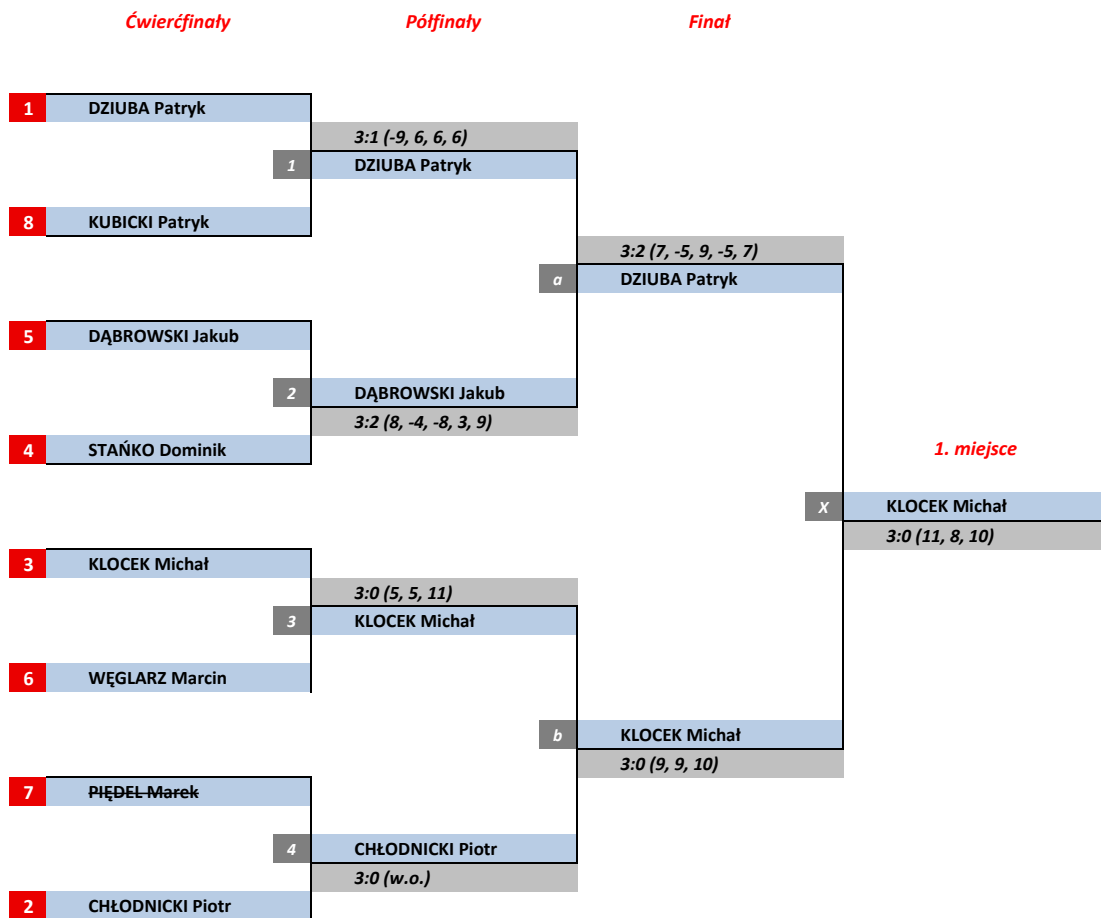 Ćwierćfinały Półfinały Finał
1 DZIUBA Patryk
3:1 (-9, 6, 6, 6)
1 DZIUBA Patryk
8 KUBICKI Patryk
3:2 (7, -5, 9, -5, 7)
a DZIUBA Patryk
5 DĄBROWSKI Jakub
2 DĄBROWSKI Jakub
3:2 (8, -4, -8, 3, 9)
4 STAŃKO Dominik
1. miejsce
X KLOCEK Michał
3:0 (11, 8, 10)
3 KLOCEK Michał
3:0 (5, 5, 11)
3 KLOCEK Michał
6 WĘGLARZ Marcin
b KLOCEK Michał
3:0 (9, 9, 10)
7 PIĘDEL Marek
4 CHŁODNICKI Piotr
3:0 (w.o.)
2 CHŁODNICKI Piotr